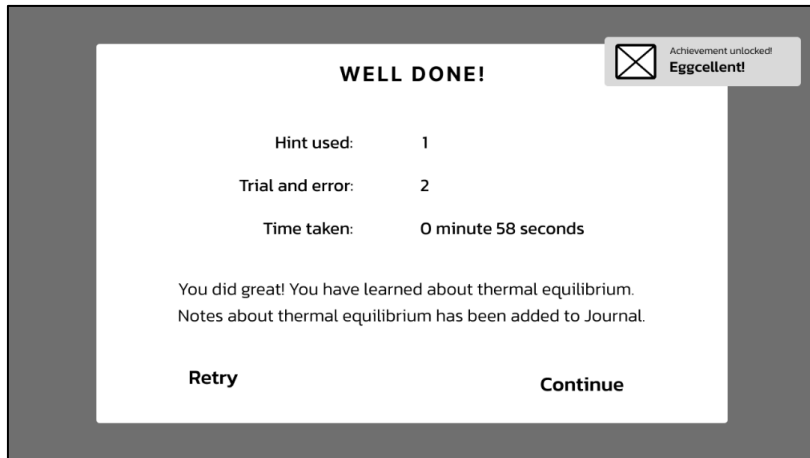 Achievement unlocked!
Eggcellent!
WELL DONE!
Hint used: 1
Trial and error: 2
Time taken: 0 minute 58 seconds
You did great! You have learned about thermal equilibrium.
Notes about thermal equilibrium has been added to Journal.
Retry
Continue